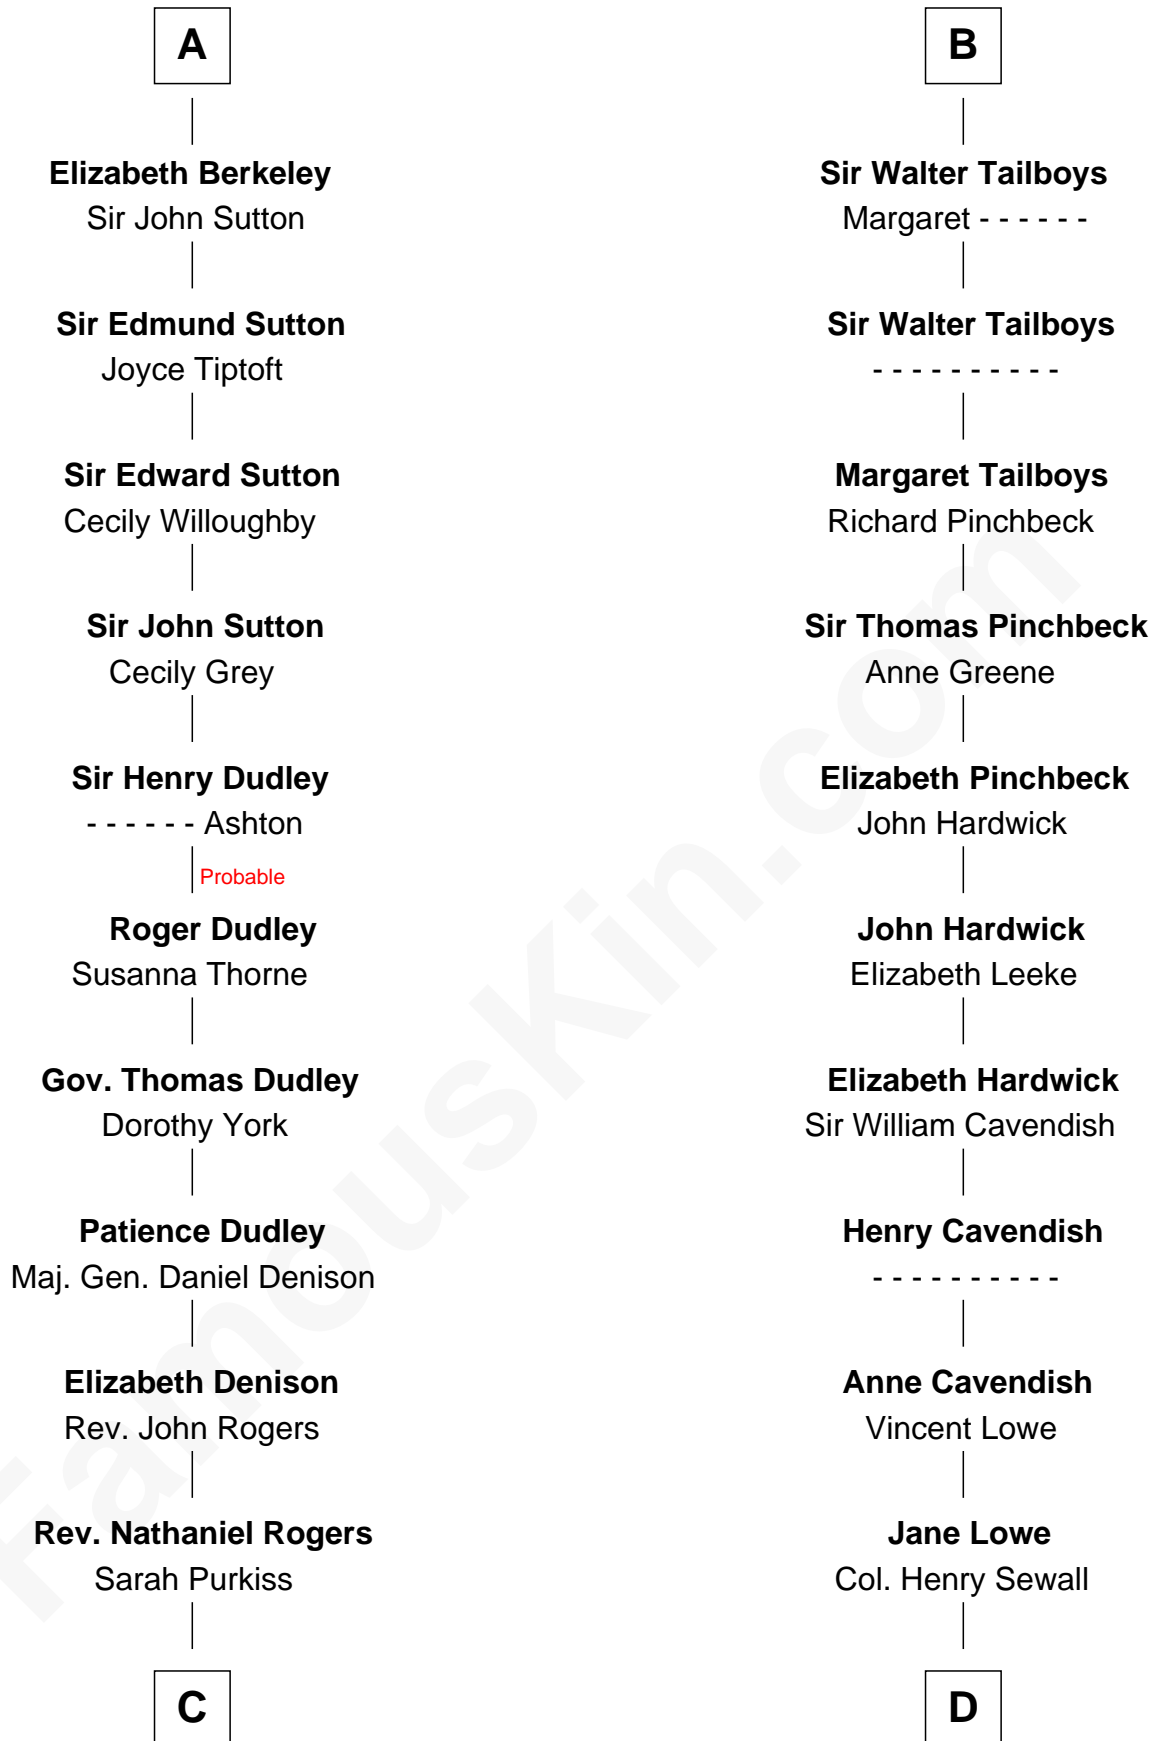 A
Elizabeth Berkeley
Sir John Sutton
Sir Edmund Sutton
Joyce Tiptoft
Sir Edward Sutton
Cecily Willoughby
Sir John Sutton
Cecily Grey
Sir Henry Dudley
- - - - - - Ashton
Probable
Roger Dudley
Susanna Thorne
Gov. Thomas Dudley
Dorothy York
Patience Dudley
Maj. Gen. Daniel Denison
Elizabeth Denison
Rev. John Rogers
Rev. Nathaniel Rogers
Sarah Purkiss
C
B
Sir Walter Tailboys
Margaret - - - - - -
Sir Walter Tailboys
- - - - - - - - - -
Margaret Tailboys
Richard Pinchbeck
Sir Thomas Pinchbeck
Anne Greene
Elizabeth Pinchbeck
John Hardwick
John Hardwick
Elizabeth Leeke
Elizabeth Hardwick
Sir William Cavendish
Henry Cavendish
- - - - - - - - - -
Anne Cavendish
Vincent Lowe
Jane Lowe
Col. Henry Sewall
D
FamousKin.com